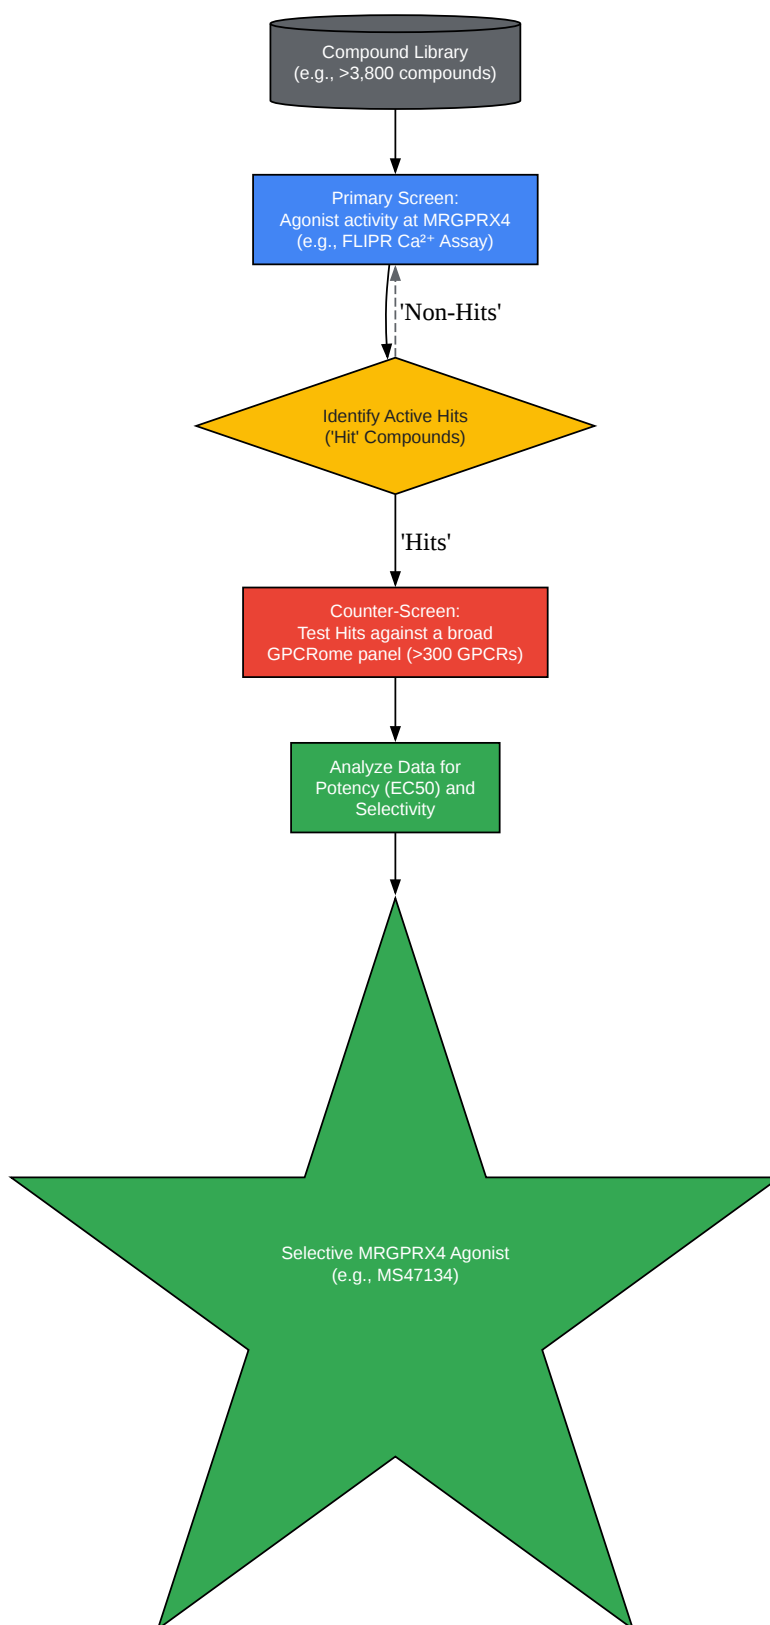 Compound Library
(e.g., >3,800 compounds)
Primary Screen:
Agonist activity at MRGPRX4
(e.g., FLIPR Ca²⁺ Assay)
'Non-Hits'
Identify Active Hits
('Hit' Compounds)
'Hits'
Counter-Screen:
Test Hits against a broad
GPCRome panel (>300 GPCRs)
Analyze Data for
Potency (EC50) and
Selectivity
Selective MRGPRX4 Agonist
(e.g., MS47134)